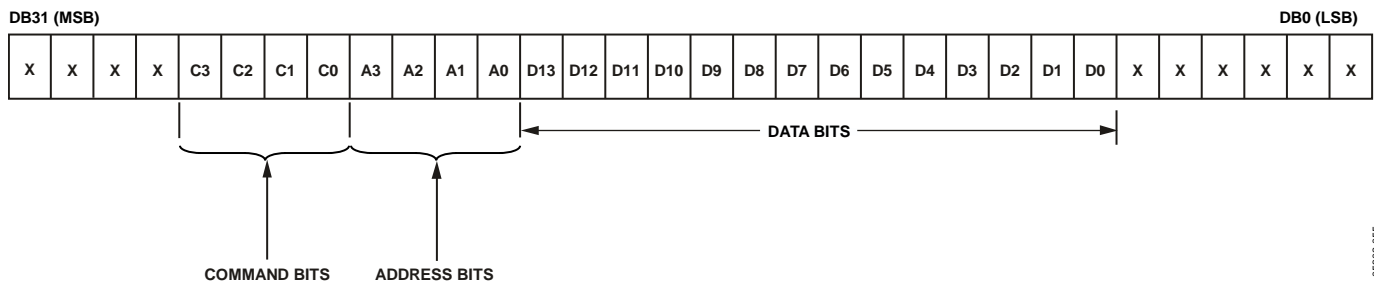 DB31 (MSB) DB0 (LSB)
X X X X C3 C2 C1 C0 A3 A2 A1 A0 D13 D12 D11 D10 D9 D8 D7 D6 D5 D4 D3 D2 D1 D0 X X X X X X
DATA BITS
COMMAND BITS ADDRESS BITS